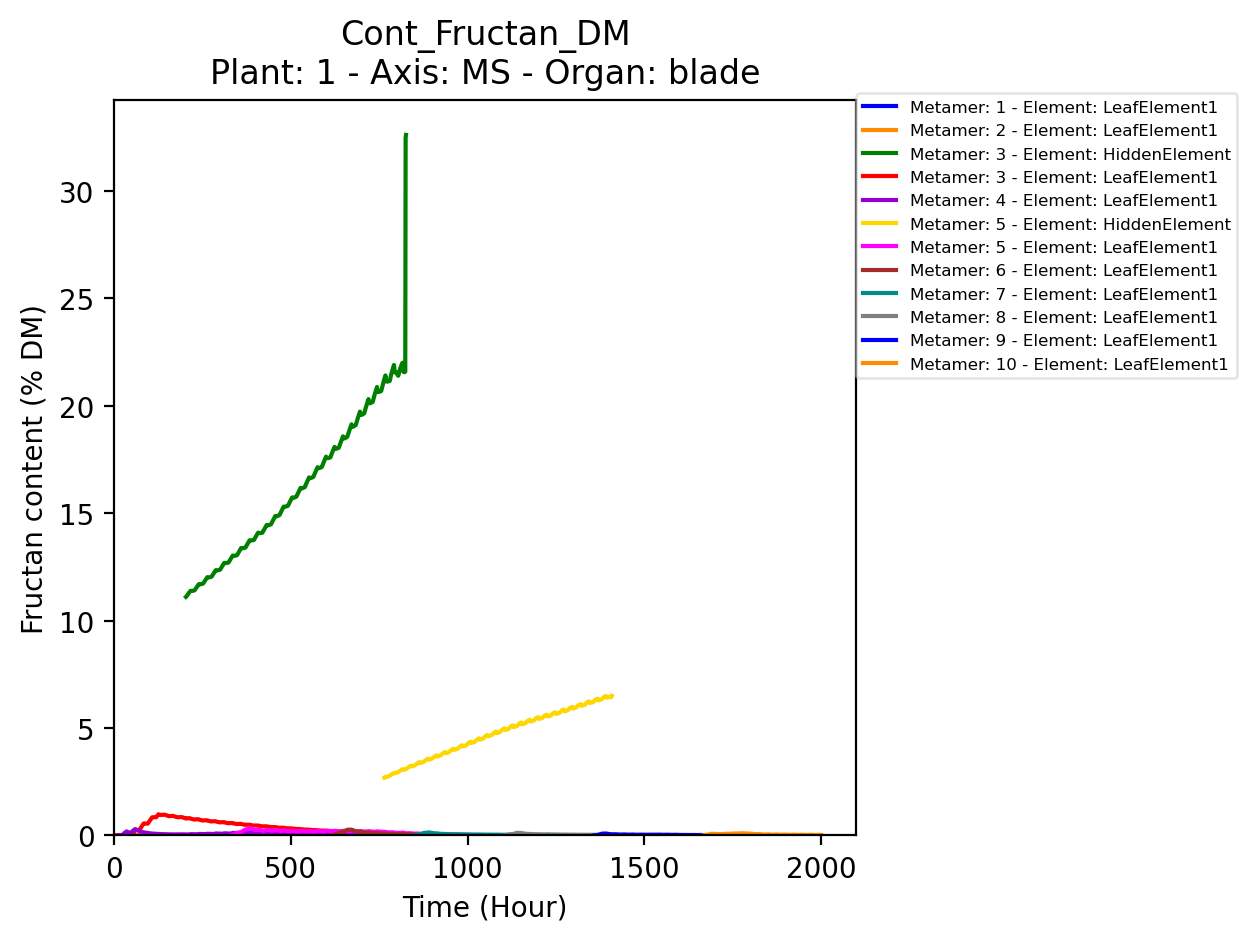 Cont_Fructan_DM
Plant: 1 - Axis: MS - Organ: blade
Metamer: 1 - Element: LeafElement1
Metamer: 2 - Element: LeafElement1
Metamer: 3 - Element: HiddenElement
Metamer: 3 - Element: LeafElement1
Metamer: 4 - Element: LeafElement1
Metamer: 5 - Element: HiddenElement
Metamer: 5 - Element: LeafElement1
Metamer: 6 - Element: LeafElement1
Metamer: 7 - Element: LeafElement1
Metamer: 8 - Element: LeafElement1
Metamer: 9 - Element: LeafElement1
Metamer: 10 - Element: LeafElement1
Fructan content (% DM)
30
25
20
15
10
5
0
0 500 1000 1500 2000
Time (Hour)